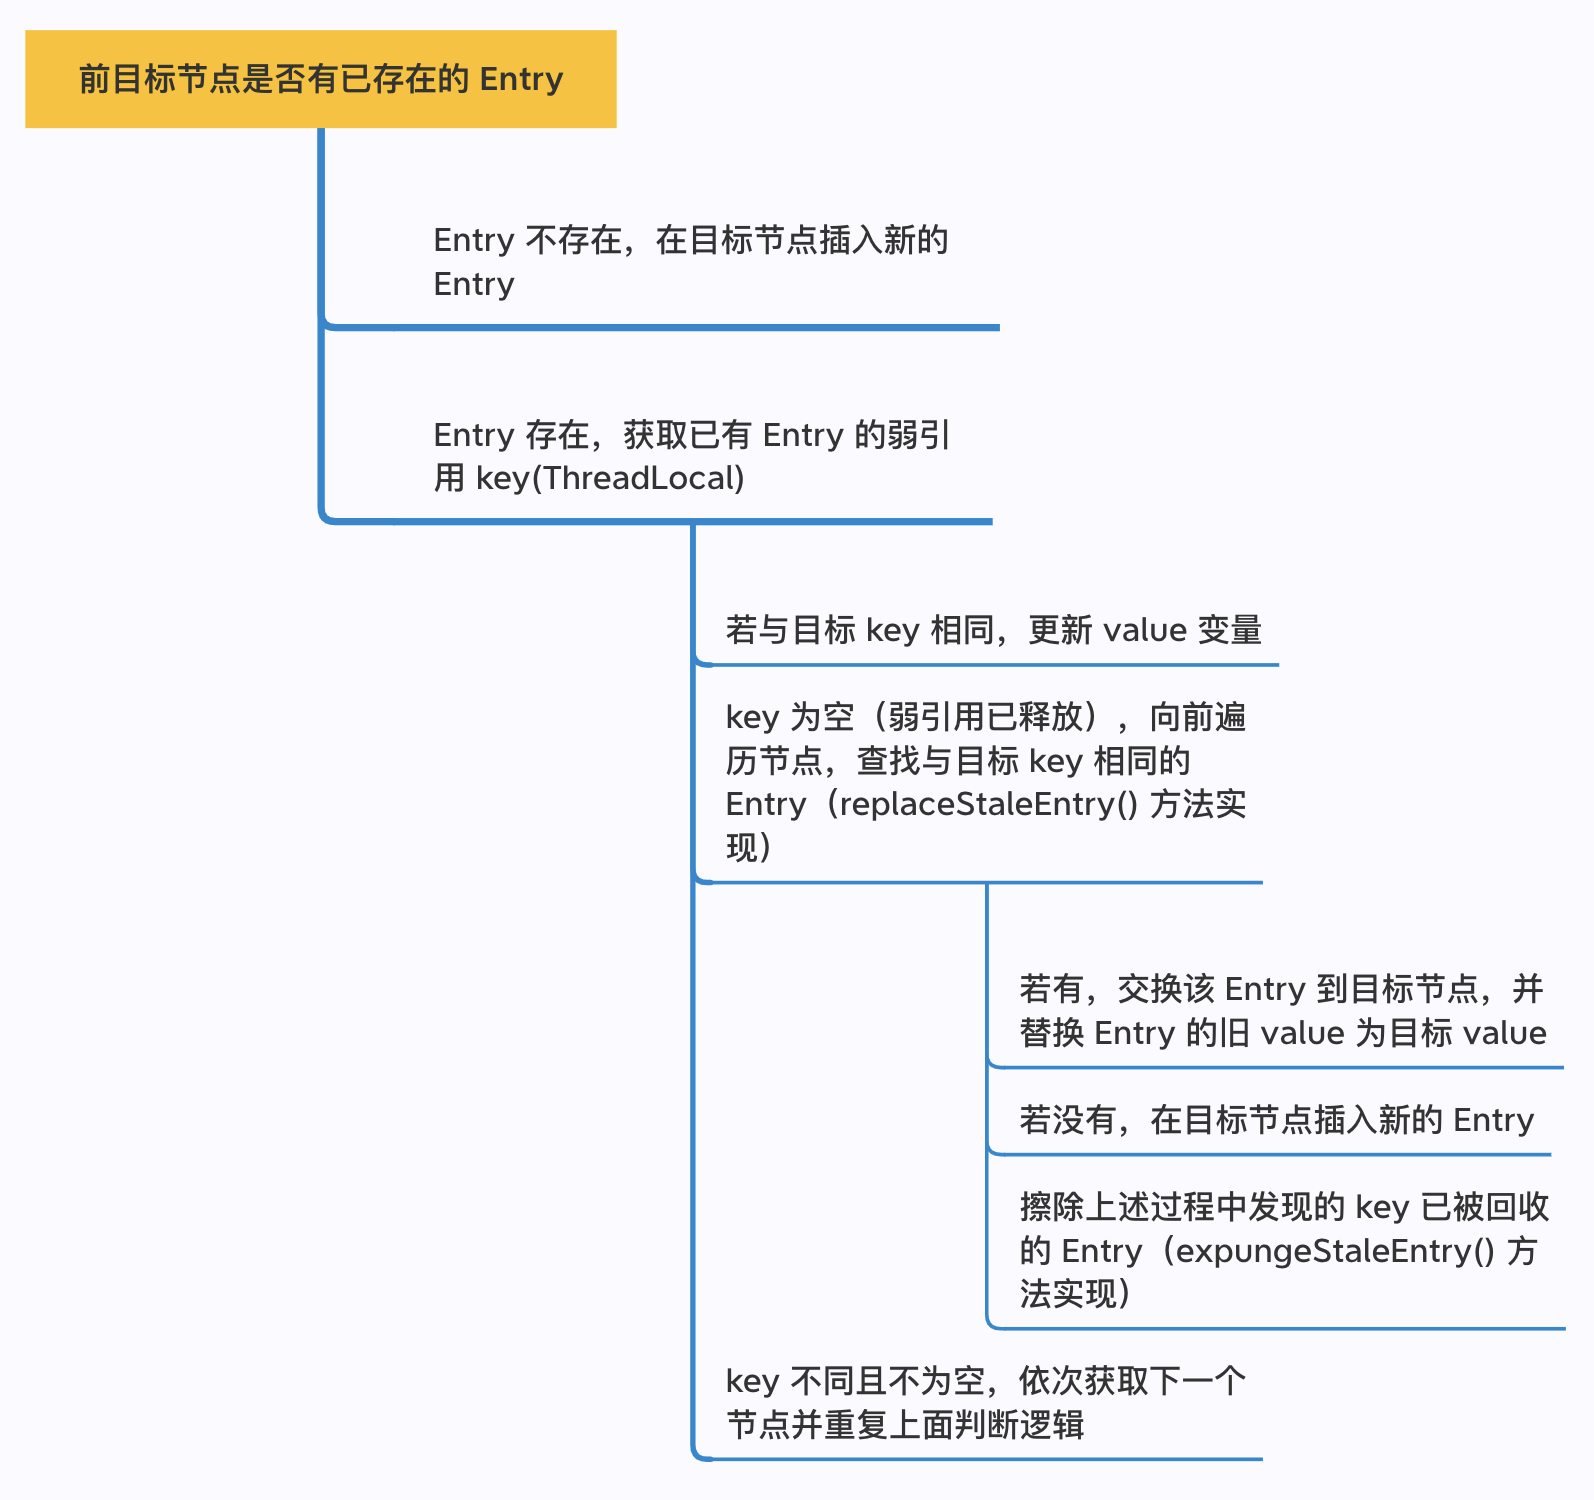 前目标节点是否有已存在的 Entry
Entry 不存在，在目标节点插入新的
Entry
Entry 存在，获取已有 Entry 的弱引
用 key(ThreadLocal)
若与目标 key 相同，更新 value 变量
key 为空（弱引用已释放），向前遍
历节点，查找与目标 key 相同的
Entry（replaceStaleEntry() 方法实
现）
若有，交换该 Entry 到目标节点，并
替换 Entry 的旧 value 为目标 value
若没有，在目标节点插入新的 Entry
擦除上述过程中发现的 key 已被回收
的 Entry（expungeStaleEntry() 方
法实现）
key 不同且不为空，依次获取下一个
节点并重复上面判断逻辑